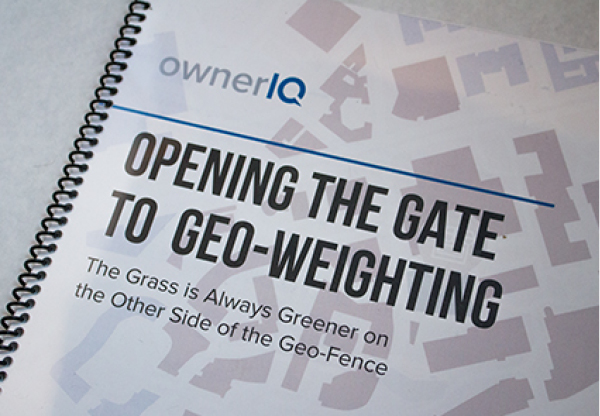 ownerIQ
OPENING THE GATE
TO GEO-WEIGHTING
The Grass is Always Greener on
the Other Side of the Geo-Fence